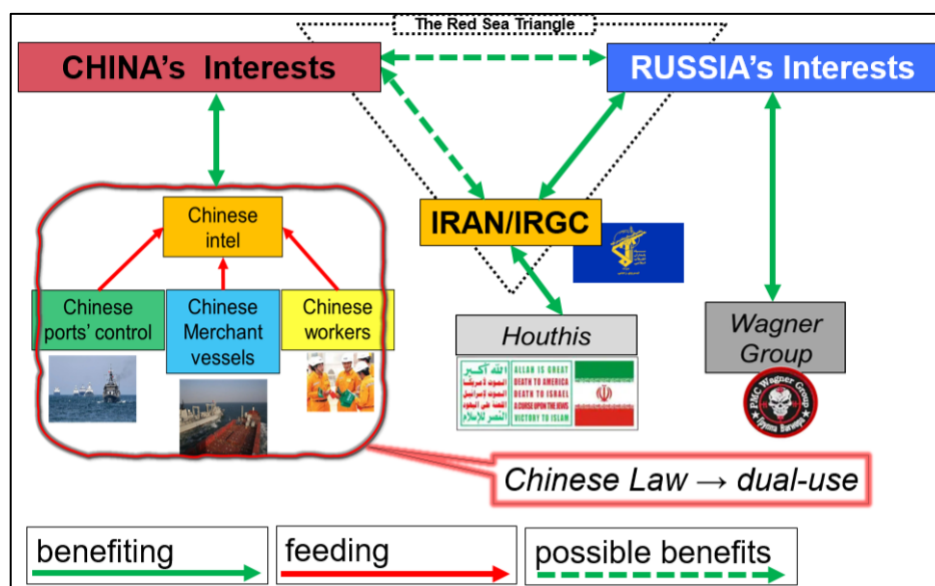 The Red Sea Triangle
CHINA's Interests
RUSSIA's Interests
Chinese
intel
IRAN/IRGC
Chinese
ports' control
Chinese
Merchant
vessels
Chinese
workers
Houthis
Wagner
Group
الله أكبر
الموت لأمريكا
الموت لإسرائيل
اللعنة على اليهود
النصر للإسلام
ALLAH IS GREAT
DEATH TO AMERICA
DEATH TO ISRAEL
A CURSE UPON THE JEWS
VICTORY TO ISLAM
PMC Wagner Group
Группа Вагнера
Chinese Law → dual-use
benefiting
feeding
possible benefits